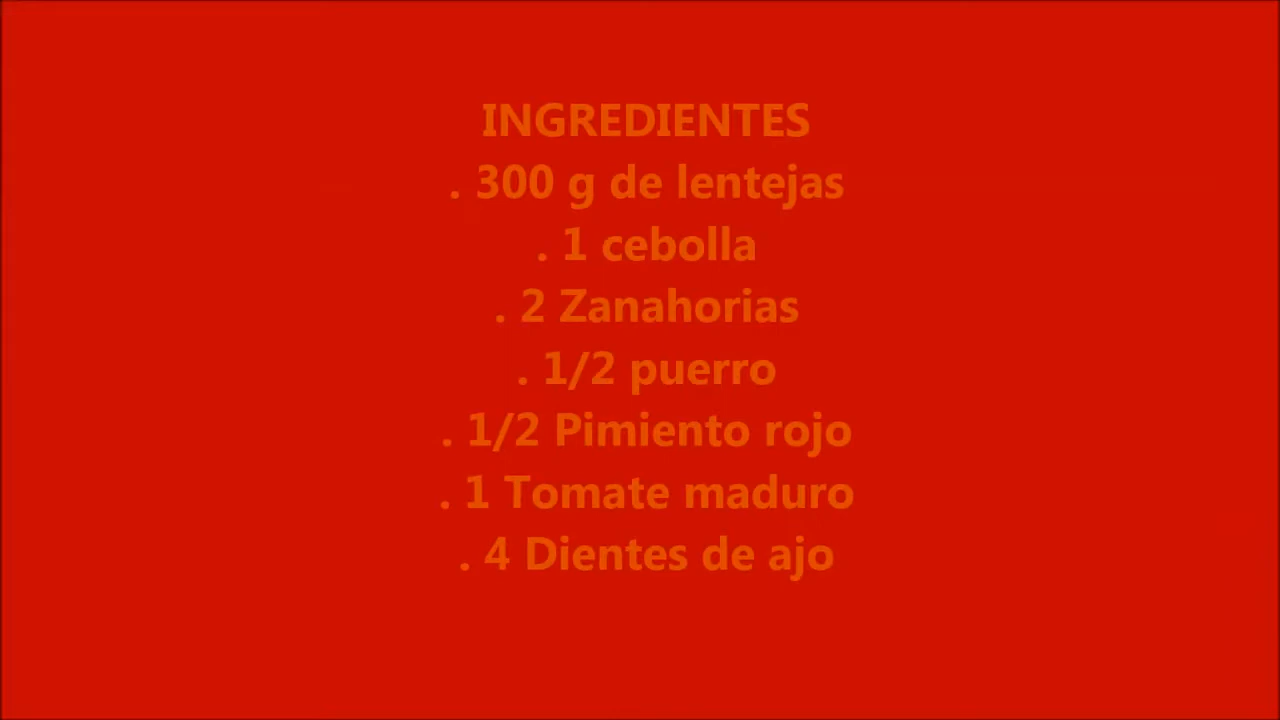 INGREDIENTES
. 300 g de lentejas
. 1 cebolla
. 2 Zanahorias
. 1/2 puerro
. 1/2 Pimiento rojo
. 1 Tomate maduro
. 4 Dientes de ajo